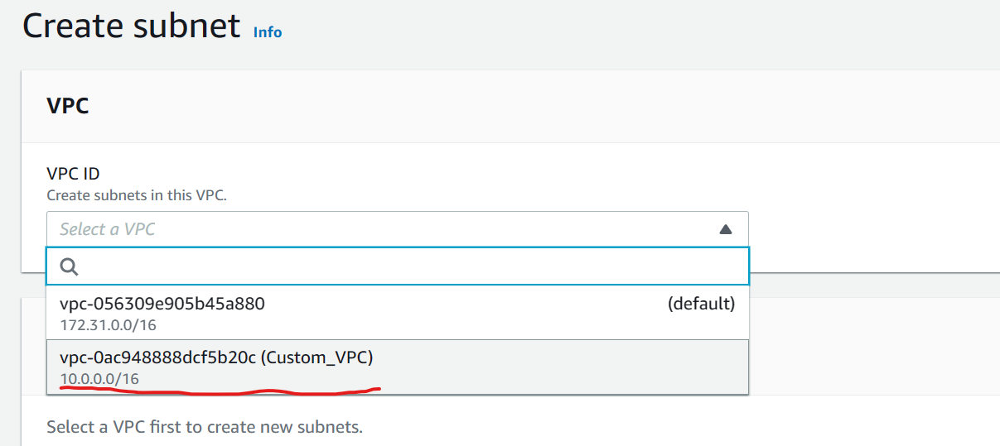 Create subnet Info
VPC
VPC ID
Create subnets in this VPC.
Select a VPC
vpc-056309e905b45a880 (default)
172.31.0.0/16
vpc-0ac948888dcf5b20c (Custom_VPC)
10.0.0.0/16
Select a VPC first to create new subnets.